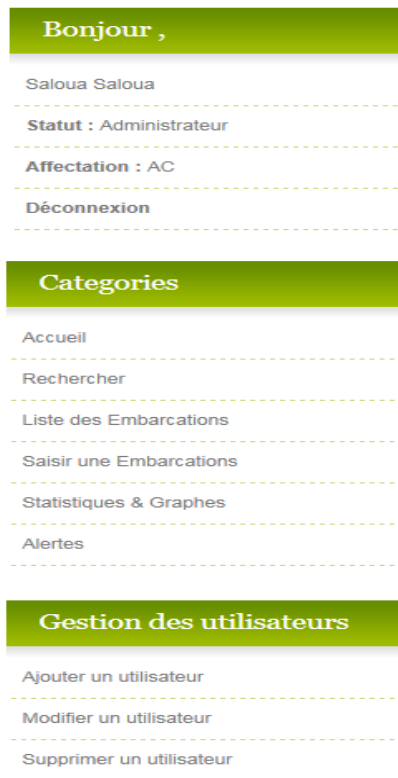 Bonjour ,
Saloua Saloua
Statut : Administrateur
Affectation : AC
Déconnexion
Categories
Accueil
Rechercher
Liste des Embarcations
Saisir une Embarcations
Statistiques & Graphes
Alertes
Gestion des utilisateurs
Ajouter un utilisateur
Modifier un utilisateur
Supprimer un utilisateur